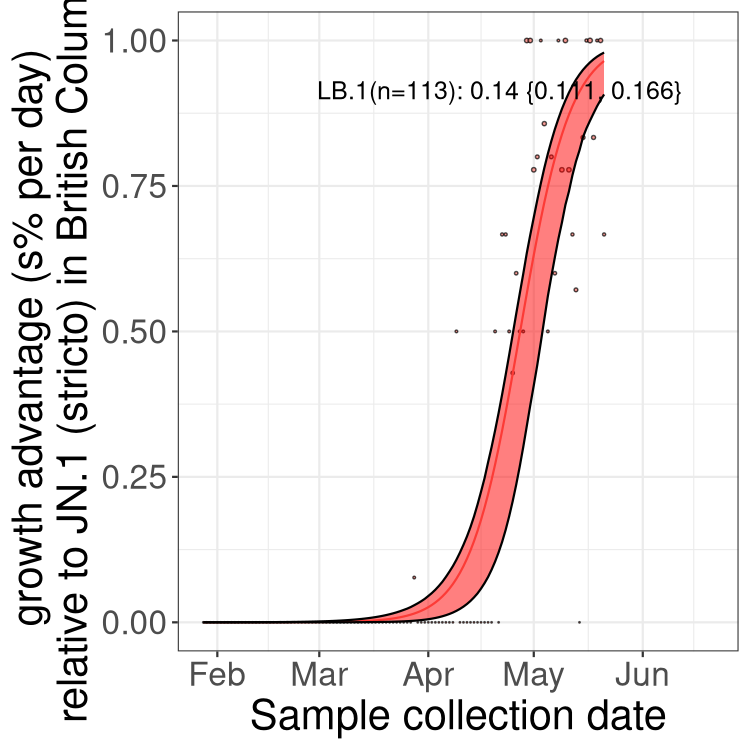 growth advantage (s% per day)
relative to JN.1 (stricto) in British Colum
1.00
0.75
0.50
0.25
0.00
LB.1(n=113): 0.14 {0.111, 0.166}
Feb Mar Apr May Jun
Sample collection date